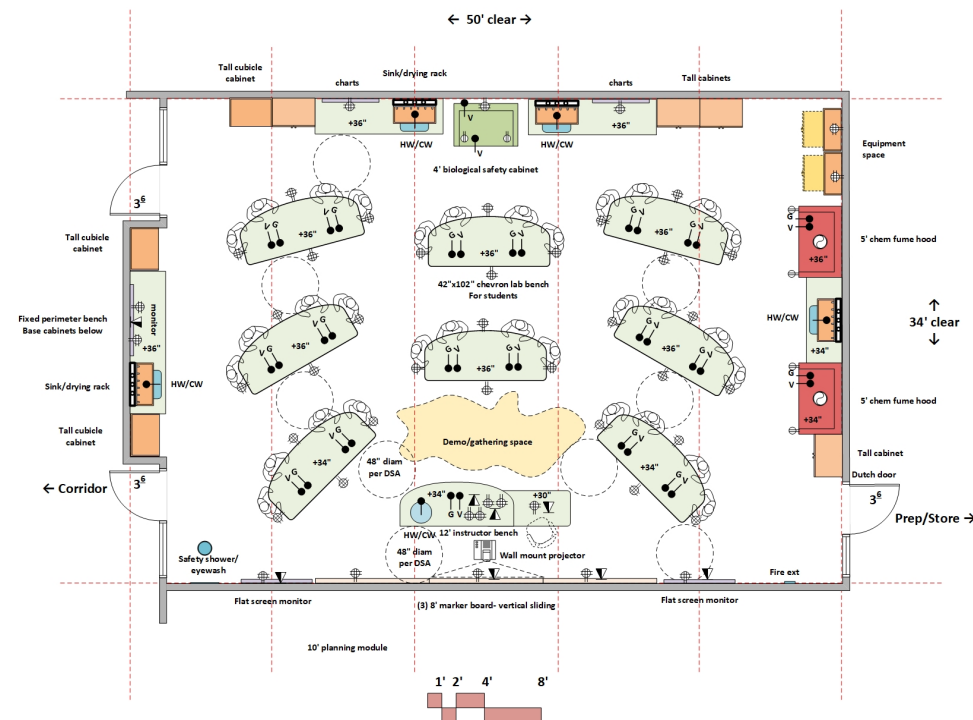 ← 50' clear →
Tall cubicle
cabinet
charts
Sink/drying rack
charts
Tall cabinets
+36"
V
+36"
HW/CW
V
HW/CW
4' biological safety cabinet
Equipment
space
3 6
Tall cubicle
cabinet
V G
G V
+36"
G V
G V
+36"
G V
G V
+36"
G
V
+36"
5' chem fume hood
42"x102" chevron lab bench
For students
Fixed perimeter bench
Base cabinets below
monitor
+36"
V G
G V
+36"
G V
G V
+36"
G V
G V
+36"
HW/CW
+34"
↑
34' clear
↓
Sink/drying rack
HW/CW
G
V
5' chem fume hood
+34"
Tall cubicle
cabinet
Demo/gathering space
V G
V G
+34"
G V
G V
+34"
48" diam
per DSA
Tall cabinet
Dutch door
← Corridor
3 6
3 6
Prep/Store →
+34"
G V
+30"
HW/CW
12' instructor bench
48" diam
per DSA
Wall mount projector
Safety shower/
eyewash
Fire ext
Flat screen monitor
(3) 8' marker board- vertical sliding
Flat screen monitor
10' planning module
1' 2' 4' 8'